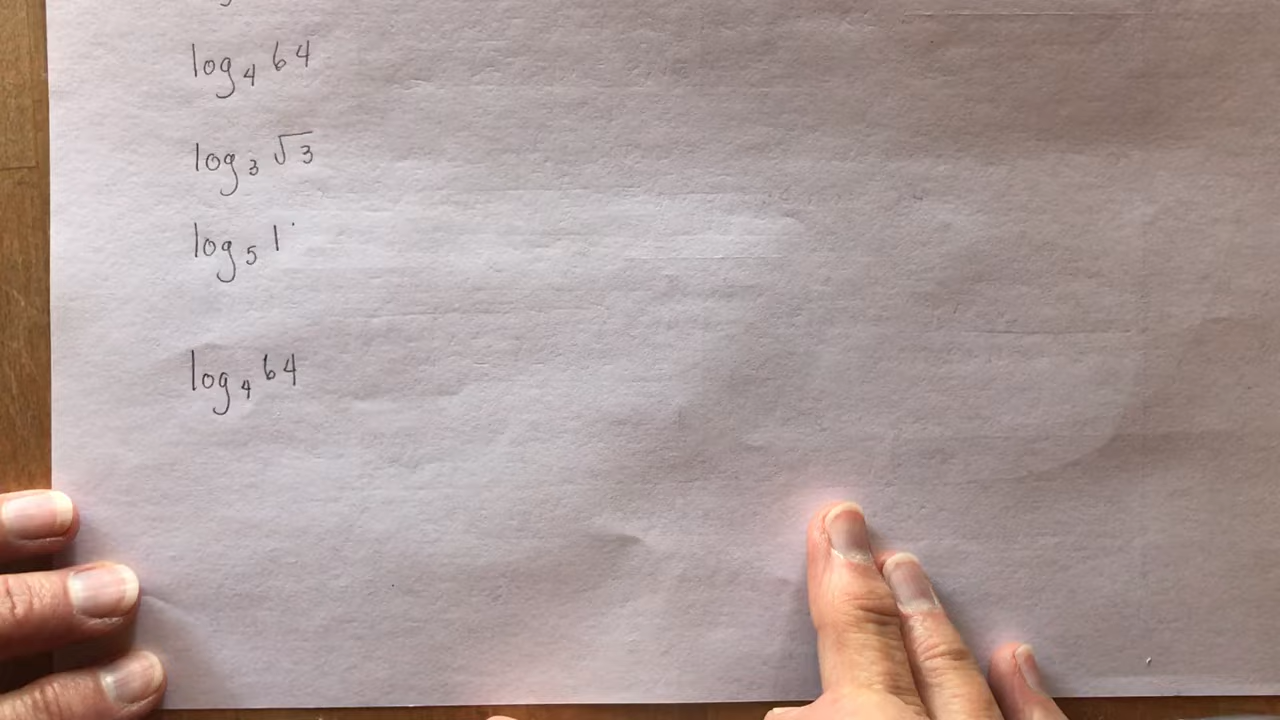 log₄ 64
log₃ √3
log₅ 1
log₄ 64